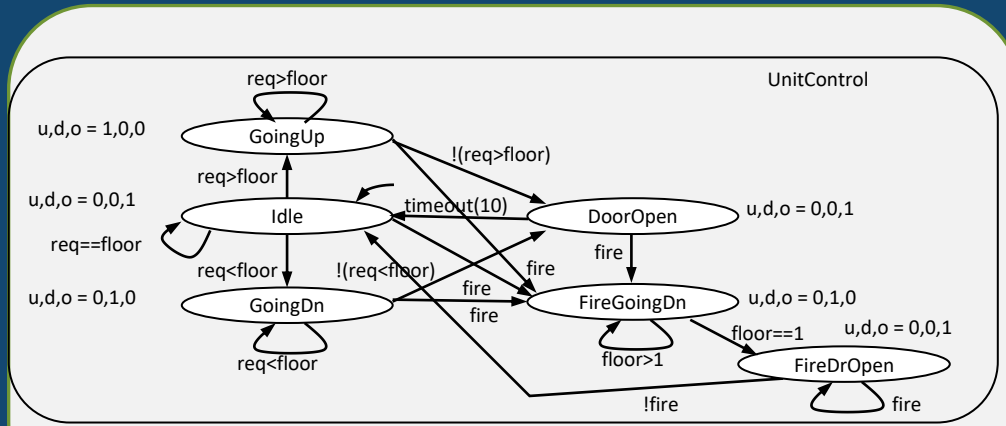 req>floor
UnitControl
u,d,o = 1,0,0
GoingUp
!(req>floor)
req>floor
u,d,o = 0,0,1
timeout(10)
Idle
DoorOpen
u,d,o = 0,0,1
req==floor
fire
req<floor
!(req<floor)
fire
u,d,o = 0,1,0
GoingDn
fire
fire
FireGoingDn
u,d,o = 0,1,0
floor==1
u,d,o = 0,0,1
req<floor
floor>1
FireDrOpen
!fire
fire